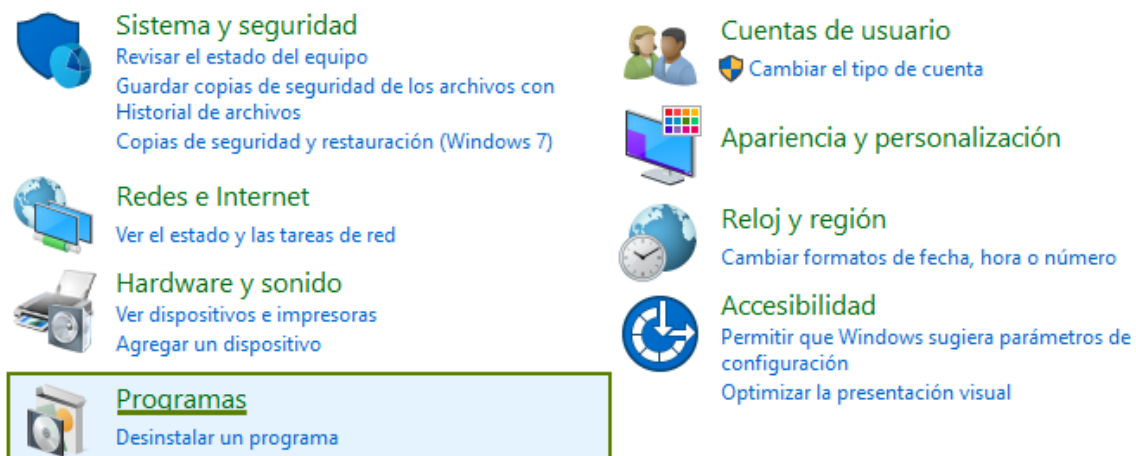 Sistema y seguridad
Revisar el estado del equipo
Guardar copias de seguridad de los archivos con
Historial de archivos
Copias de seguridad y restauración (Windows 7)
Redes e Internet
Ver el estado y las tareas de red
Hardware y sonido
Ver dispositivos e impresoras
Agregar un dispositivo
Programas
Desinstalar un programa
Cuentas de usuario
Cambiar el tipo de cuenta
Apariencia y personalización
Reloj y región
Cambiar formatos de fecha, hora o número
Accesibilidad
Permitir que Windows sugiera parámetros de
configuración
Optimizar la presentación visual